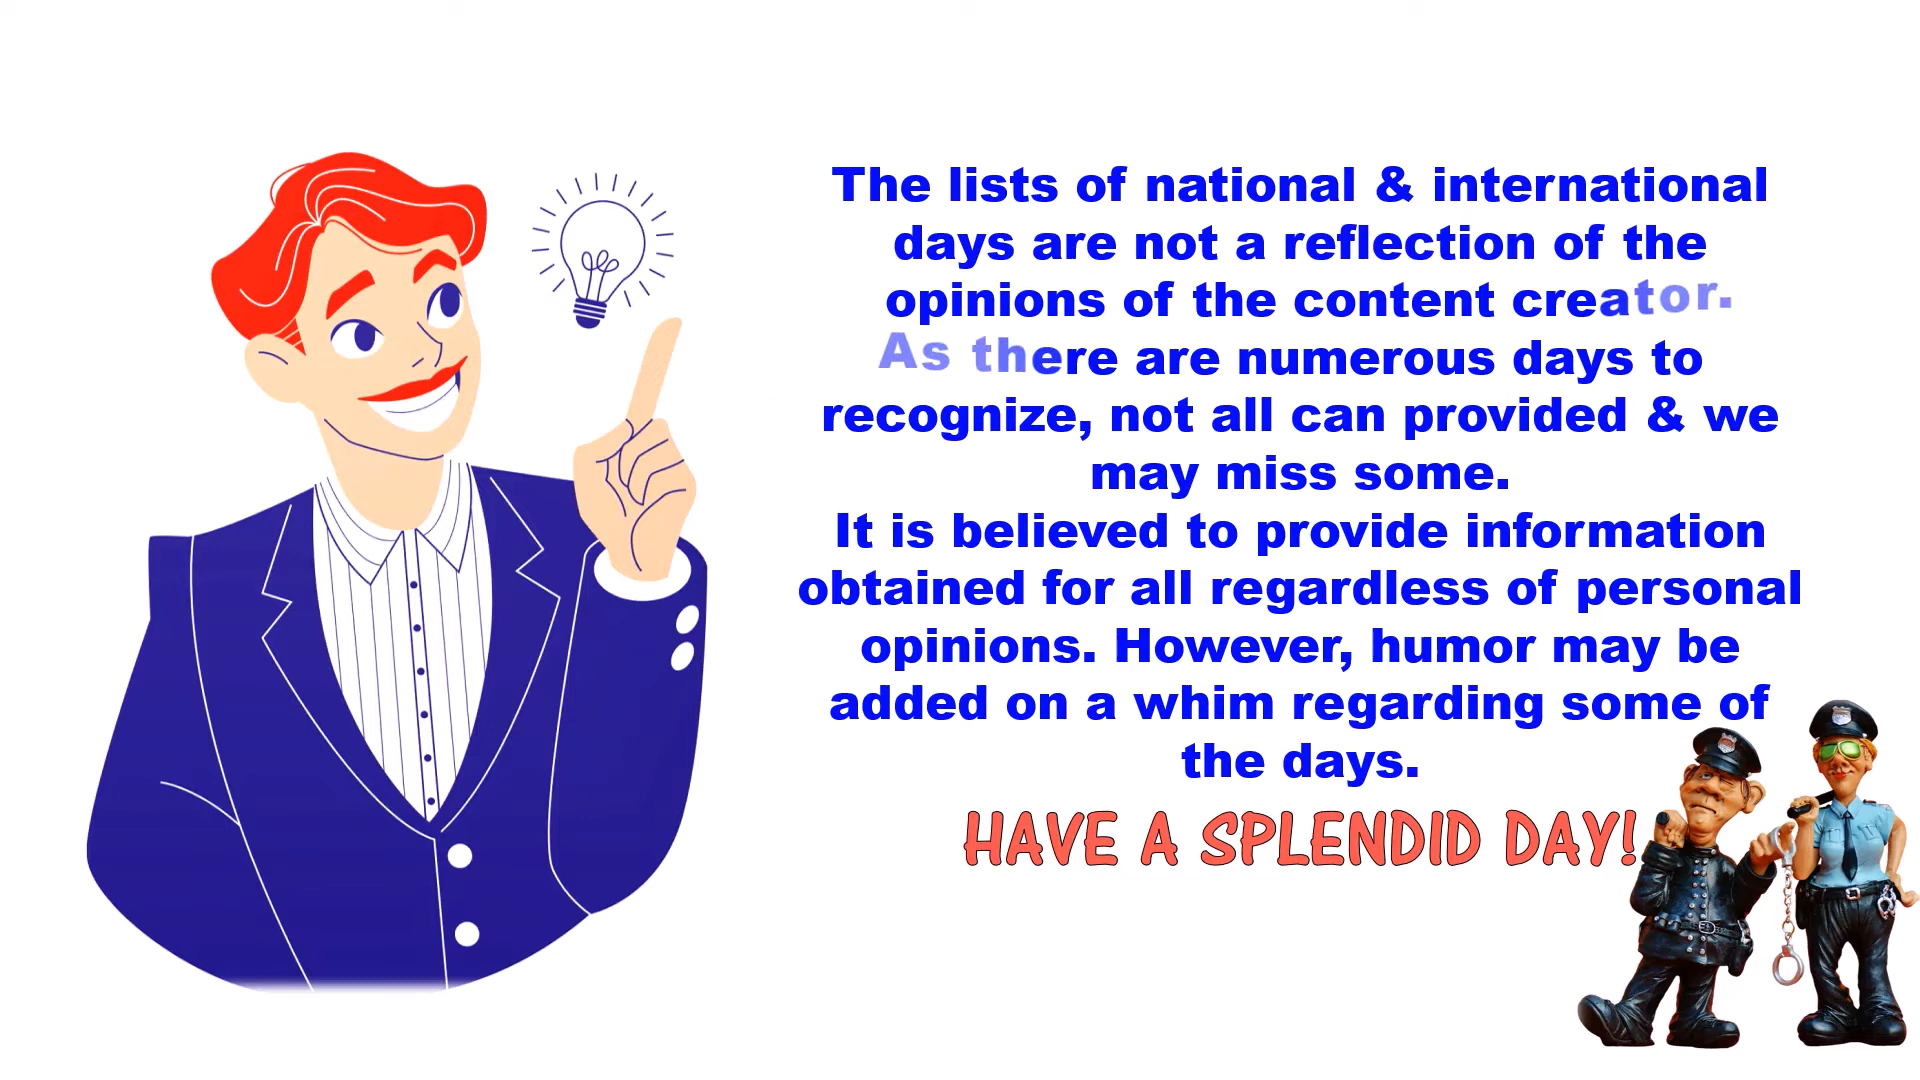 The lists of national & international
days are not a reflection of the
opinions of the content creator.
As there are numerous days to
recognize, not all can provided & we
may miss some.
It is believed to provide information
obtained for all regardless of personal
opinions. However, humor may be
added on a whim regarding some of
the days.
HAVE A SPLENDID DAY!